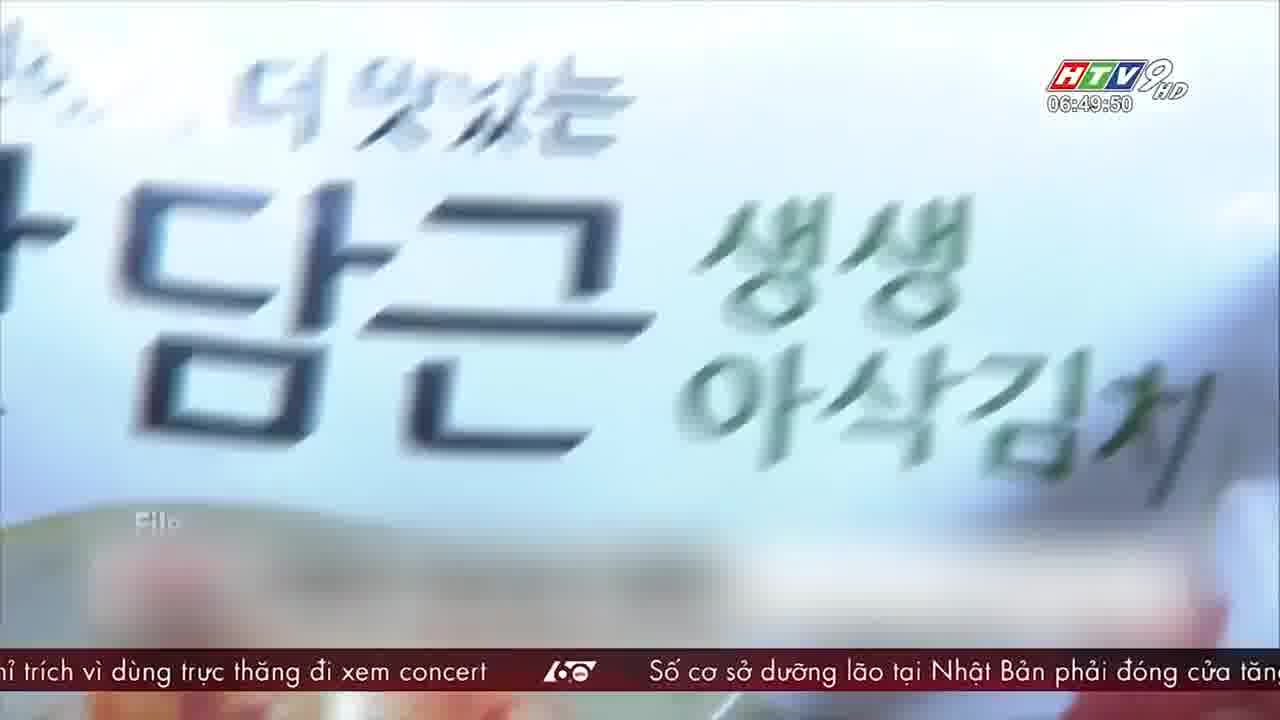 더 맛있는
담근
생생
아삭김치
HTV9 HD
06:49:50
File
ỉ trích vì dùng trực thăng đi xem concert
60
Số cơ sở dưỡng lão tại Nhật Bản phải đóng cửa tăng